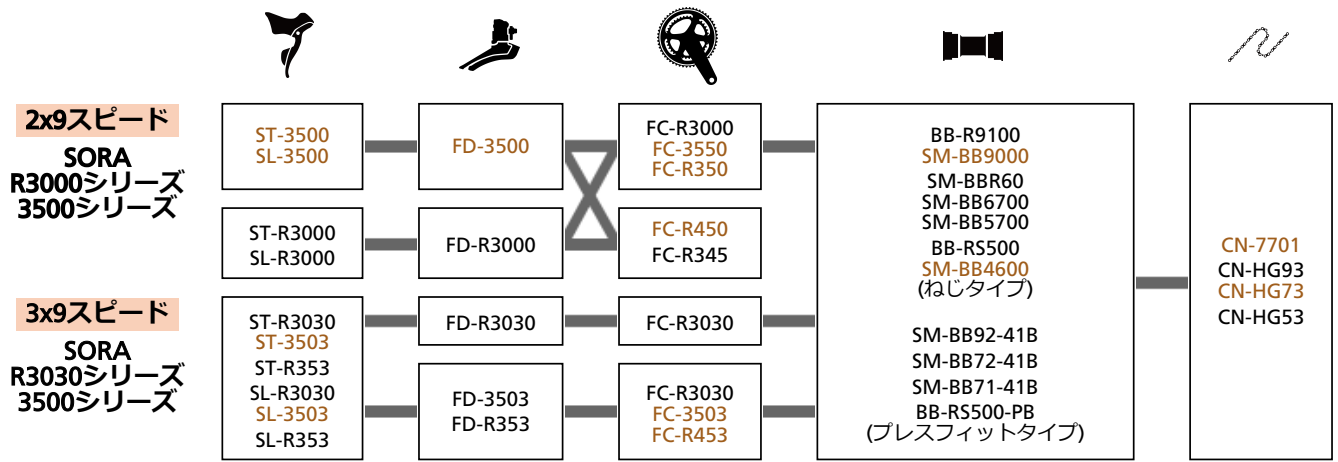 2x9スピード
SORA
R3000シリーズ
3500シリーズ
ST-3500
SL-3500
FD-3500
FC-R3000
FC-3550
FC-R350
ST-R3000
SL-R3000
FD-R3000
FC-R450
FC-R345
3x9スピード
SORA
R3030シリーズ
3500シリーズ
ST-R3030
ST-3503
ST-R353
SL-R3030
SL-3503
SL-R353
FD-R3030
FC-R3030
FD-3503
FD-R353
FC-R3030
FC-3503
FC-R453
BB-R9100
SM-BB9000
SM-BBR60
SM-BB6700
SM-BB5700
BB-RS500
SM-BB4600
(ねじタイプ)
SM-BB92-41B
SM-BB72-41B
SM-BB71-41B
BB-RS500-PB
(プレスフィットタイプ)
CN-7701
CN-HG93
CN-HG73
CN-HG53